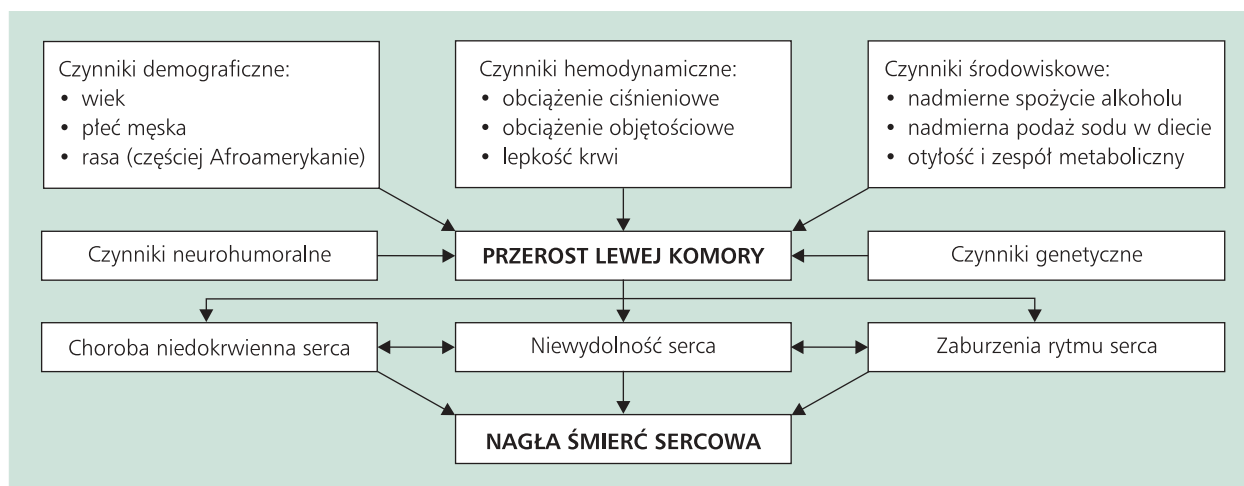 Czynniki demograficzne:
• wiek
• płeć męska
• rasa (częściej Afroamerykanie)
Czynniki hemodynamiczne:
• obciążenie ciśnieniowe
• obciążenie objętościowe
• lepkość krwi
Czynniki środowiskowe:
• nadmierne spożycie alkoholu
• nadmierna podaż sodu w diecie
• otyłość i zespół metaboliczny
Czynniki neurohumoralne
PRZEROST LEWEJ KOMORY
Czynniki genetyczne
Choroba niedokrwienna serca
Niewydolność serca
Zaburzenia rytmu serca
NAGŁA ŚMIERĆ SERCOWA